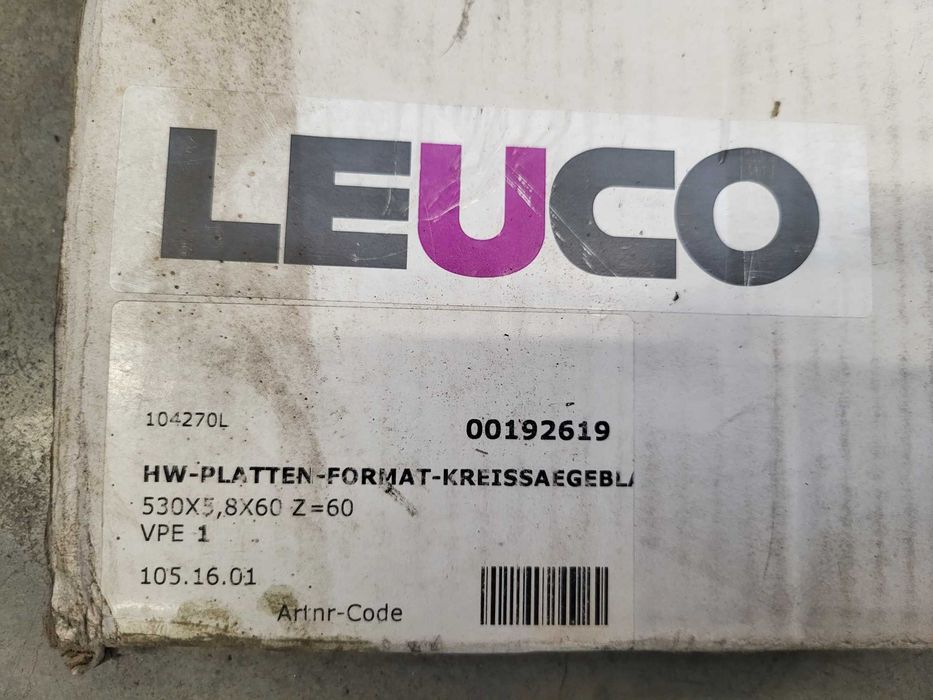 LEUCO
104270L
00192619
HW-PLATTEN-FORMAT-KREISSAEGEBLA
530X5,8X60 Z=60
VPE 1
105.16.01
Artnr-Code